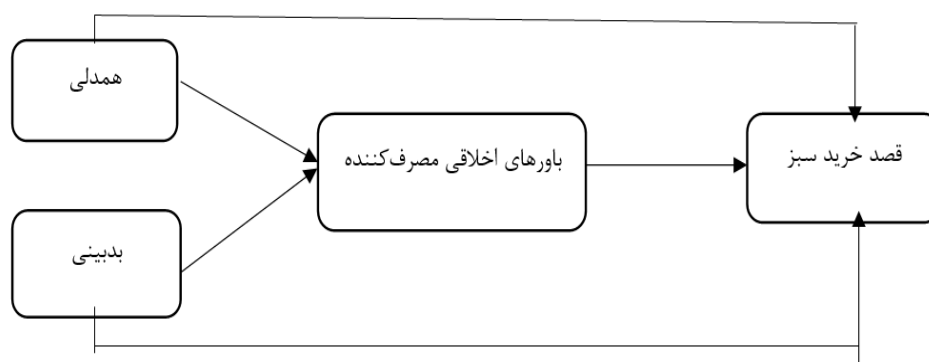 همدلی
باورهای اخلاقی مصرف‌کننده
قصد خرید سبز
بدبینی